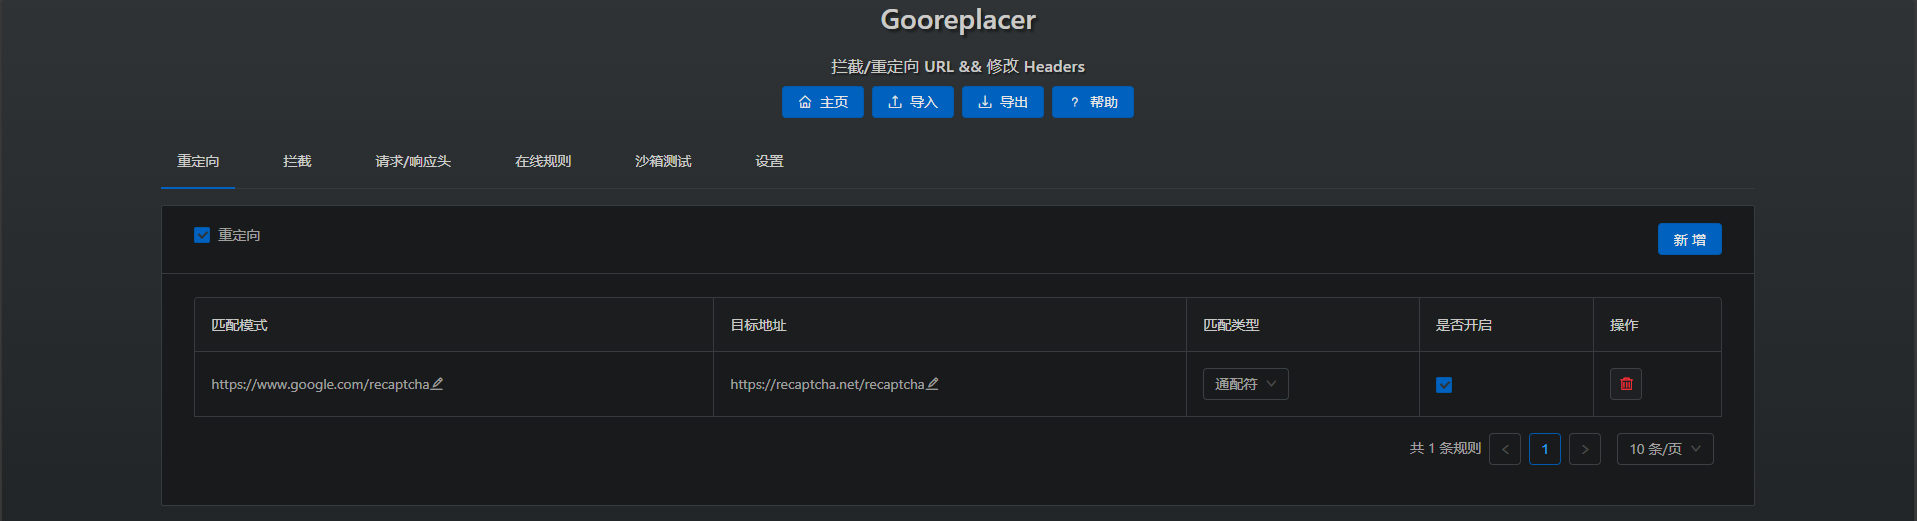 Gooreplacer
拦截/重定向 URL && 修改 Headers
主页 导入 导出 ? 帮助
重定向 拦截 请求/响应头 在线规则 沙箱测试 设置
重定向 新 增
匹配模式 目标地址 匹配类型 是否开启 操作
https://www.google.com/recaptcha https://recaptcha.net/recaptcha 通配符
共 1 条规则 < 1 > 10 条/页